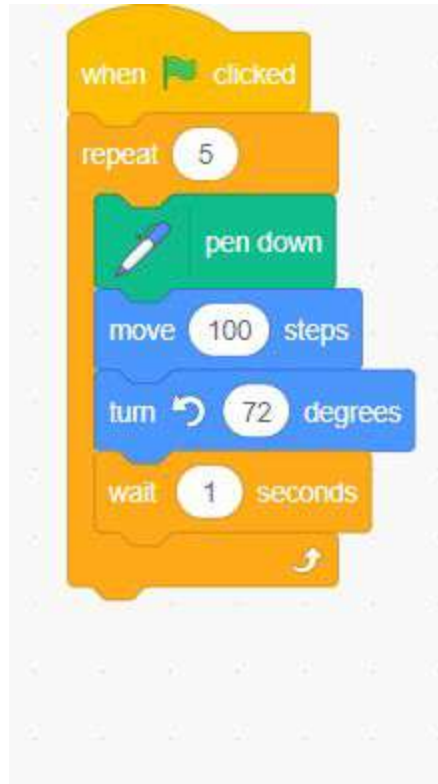 when clicked
repeat 5
pen down
move 100 steps
turn 72 degrees
wait 1 seconds